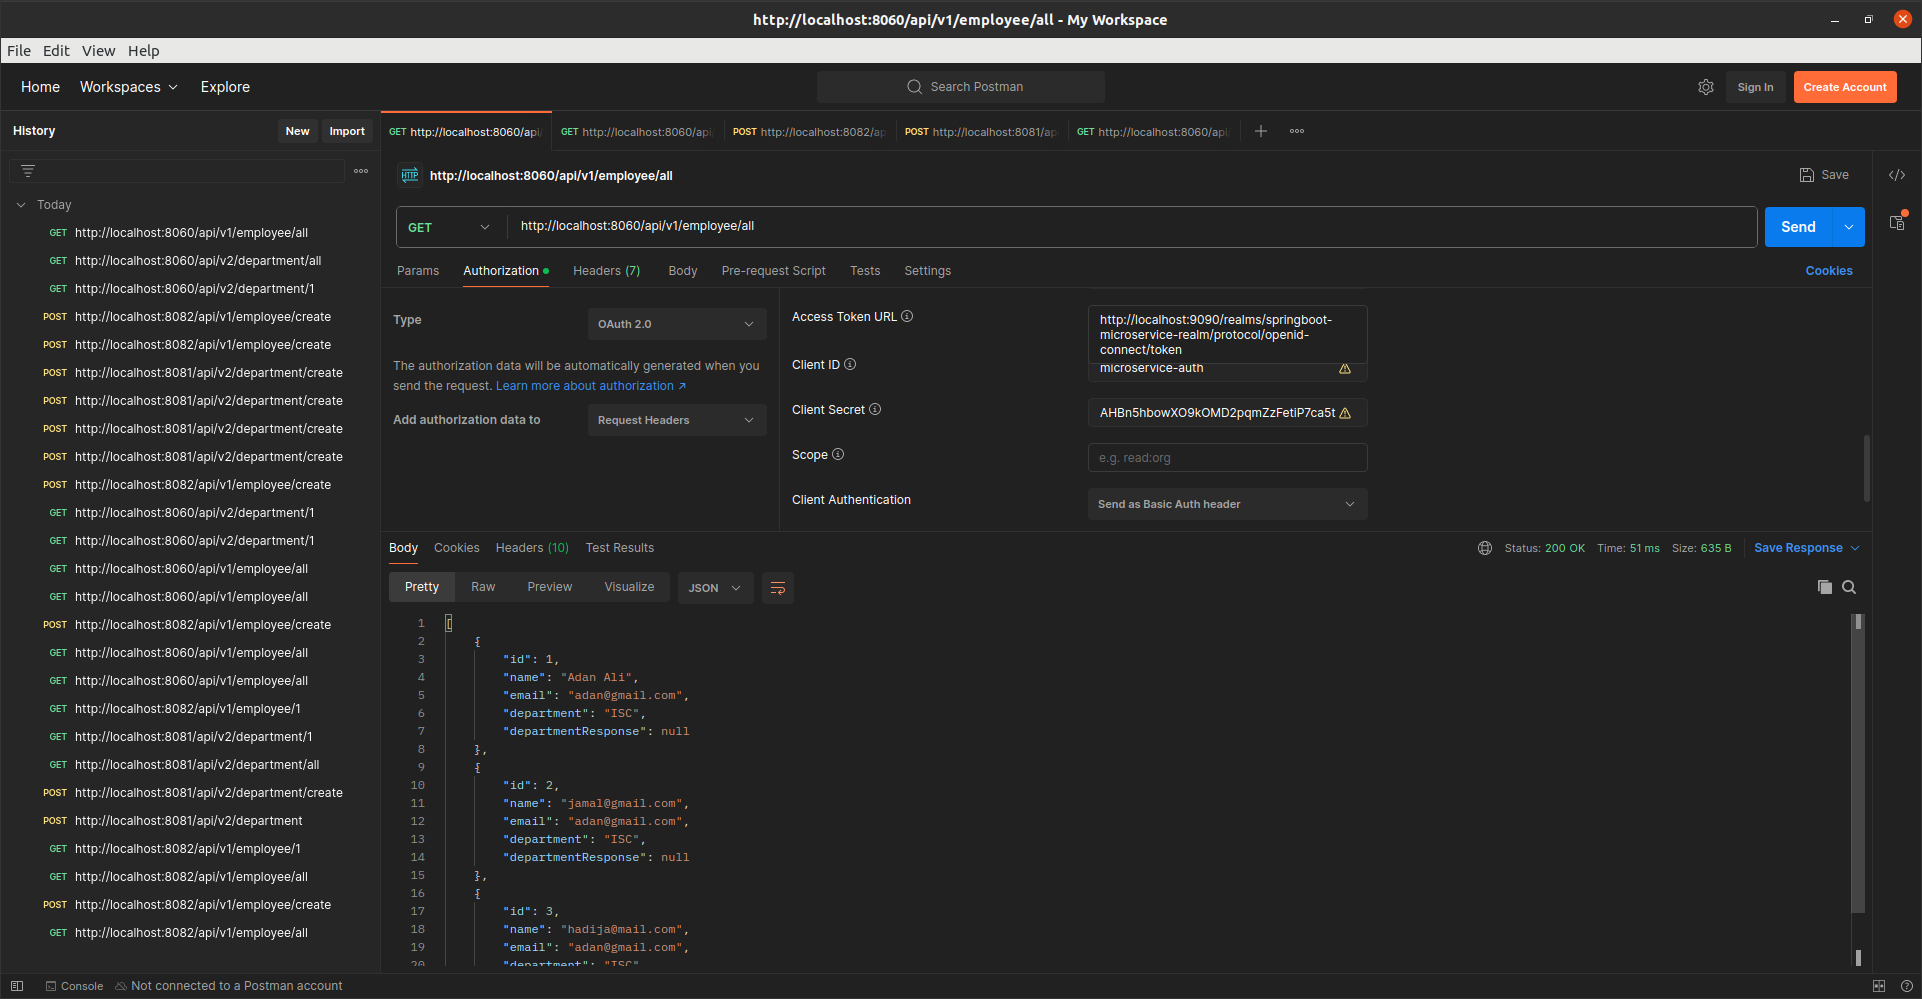 http://localhost:8060/api/v1/employee/all - My Workspace
File Edit View Help
Home Workspaces Explore Search Postman Sign In Create Account
History New Import
GET http://localhost:8060/api/ GET http://localhost:8060/api/ POST http://localhost:8082/ap POST http://localhost:8081/ap GET http://localhost:8060/api/
HTTP http://localhost:8060/api/v1/employee/all Save
GET http://localhost:8060/api/v1/employee/all Send
Params Authorization Headers (7) Body Pre-request Script Tests Settings Cookies
Today
GET http://localhost:8060/api/v1/employee/all
GET http://localhost:8060/api/v2/department/all
GET http://localhost:8060/api/v2/department/1
POST http://localhost:8082/api/v1/employee/create
POST http://localhost:8082/api/v1/employee/create
POST http://localhost:8081/api/v2/department/create
POST http://localhost:8081/api/v2/department/create
POST http://localhost:8081/api/v2/department/create
POST http://localhost:8081/api/v2/department/create
POST http://localhost:8082/api/v1/employee/create
GET http://localhost:8060/api/v2/department/1
GET http://localhost:8060/api/v2/department/1
GET http://localhost:8060/api/v1/employee/all
GET http://localhost:8060/api/v1/employee/all
POST http://localhost:8082/api/v1/employee/create
GET http://localhost:8060/api/v1/employee/all
GET http://localhost:8060/api/v1/employee/all
GET http://localhost:8082/api/v1/employee/1
GET http://localhost:8081/api/v2/department/1
GET http://localhost:8081/api/v2/department/all
POST http://localhost:8081/api/v2/department/create
POST http://localhost:8081/api/v2/department
GET http://localhost:8082/api/v1/employee/1
GET http://localhost:8082/api/v1/employee/all
POST http://localhost:8082/api/v1/employee/create
GET http://localhost:8082/api/v1/employee/all
Type OAuth 2.0
The authorization data will be automatically generated when you
send the request. Learn more about authorization ↗
Add authorization data to Request Headers
Access Token URL http://localhost:9090/realms/springboot-
microservice-realm/protocol/openid-
connect/token
Client ID microservice-auth
Client Secret AHBn5hbowXO9kOMD2pqmZzFetiP7ca5t
Scope e.g. read:org
Client Authentication Send as Basic Auth header
Body Cookies Headers (10) Test Results Status: 200 OK Time: 51 ms Size: 635 B Save Response
Pretty Raw Preview Visualize JSON
1 [
2 {
3 "id": 1,
4 "name": "Adan Ali",
5 "email": "adan@gmail.com",
6 "department": "ISC",
7 "departmentResponse": null
8 },
9 {
10 "id": 2,
11 "name": "jamal@gmail.com",
12 "email": "adan@gmail.com",
13 "department": "ISC",
14 "departmentResponse": null
15 },
16 {
17 "id": 3,
18 "name": "hadija@mail.com",
19 "email": "adan@gmail.com",
20 "department": "ISC"
Console Not connected to a Postman account